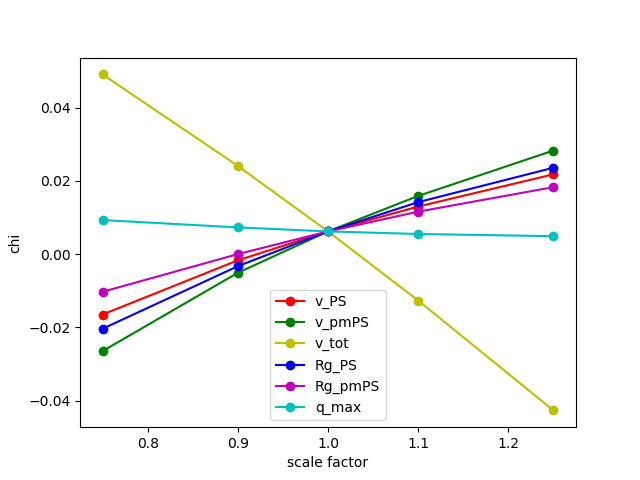 0.04
0.02
0.00
−0.02
−0.04
chi
v_PS
v_pmPS
v_tot
Rg_PS
Rg_pmPS
q_max
0.8
0.9
1.0
1.1
1.2
scale factor